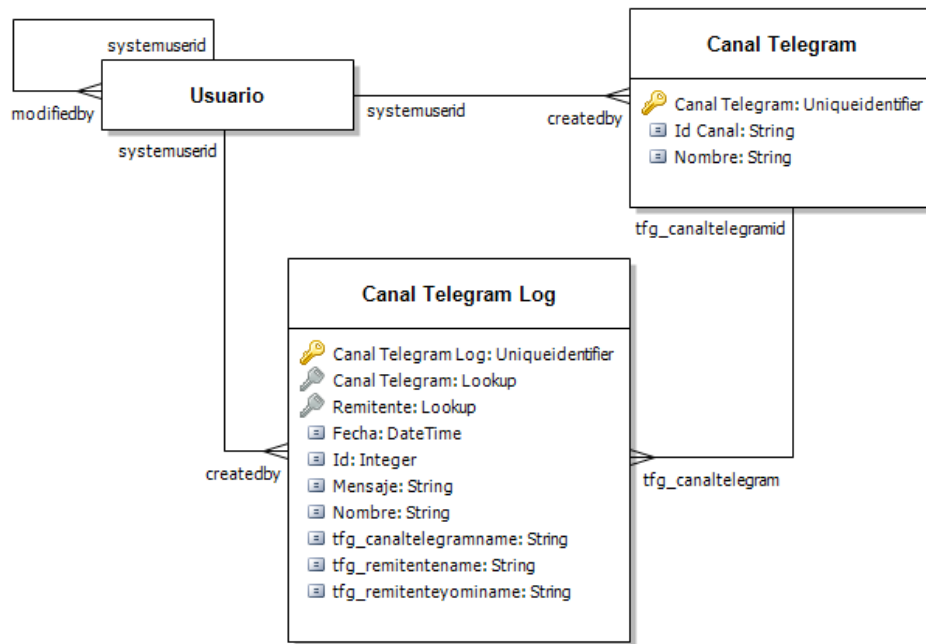 systemuserid
Usuario
modifiedby
systemuserid
systemuserid
createdby
Canal Telegram
Canal Telegram: Uniqueidentifier
Id Canal: String
Nombre: String
tfg_canaltelegramid
Canal Telegram Log
Canal Telegram Log: Uniqueidentifier
Canal Telegram: Lookup
Remitente: Lookup
Fecha: DateTime
Id: Integer
Mensaje: String
Nombre: String
tfg_canaltelegramname: String
tfg_remitentename: String
tfg_remitenteyominame: String
createdby
tfg_canaltelegram